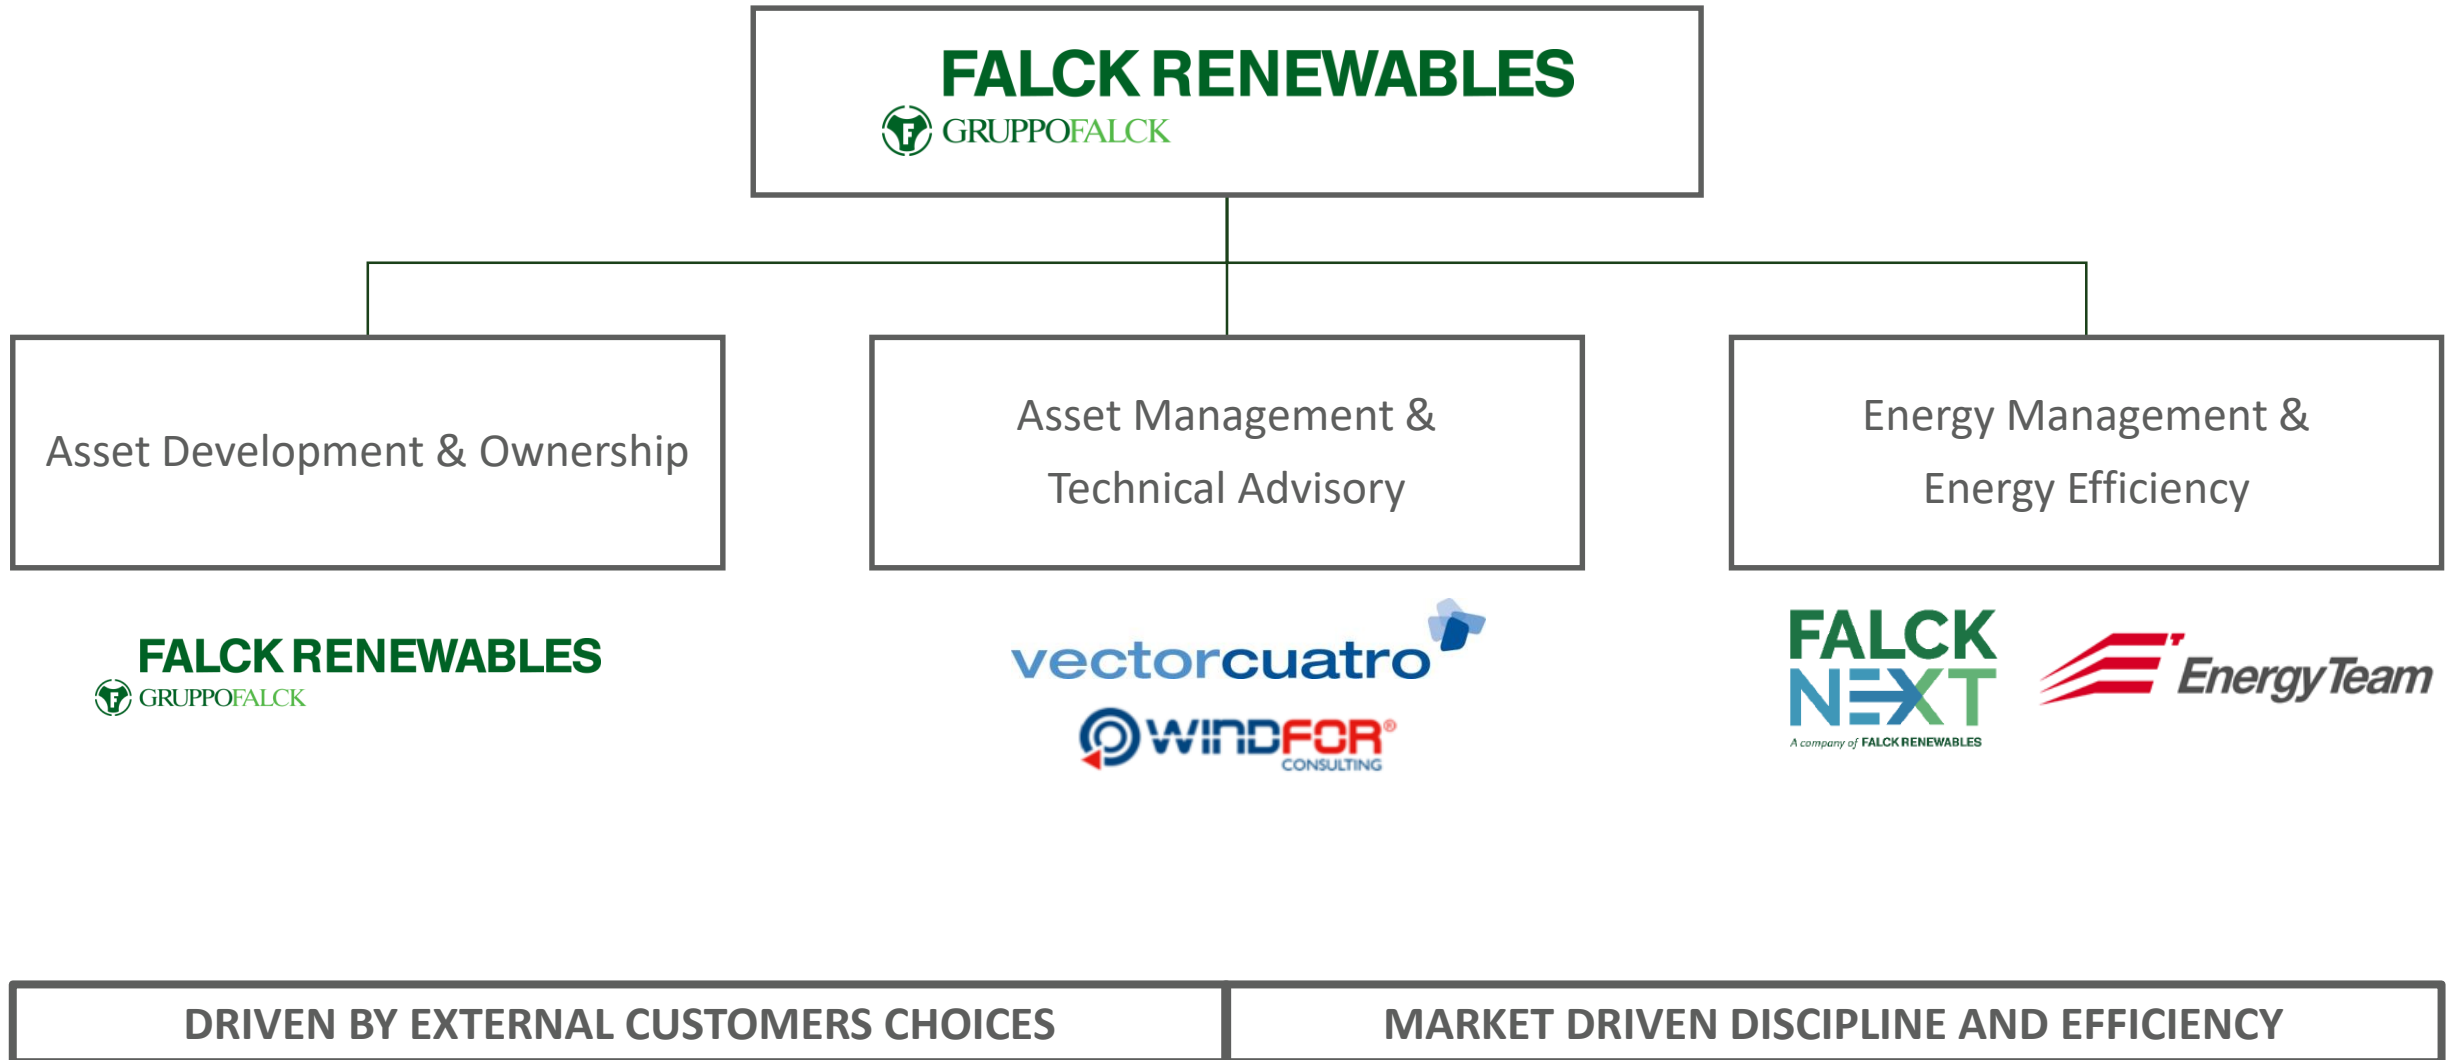 FALCK RENEWABLES
F GRUPPOFALCK
Asset Development & Ownership
Asset Management &
Technical Advisory
Energy Management &
Energy Efficiency
FALCK RENEWABLES
F GRUPPOFALCK
vectorcuatro
WINDFOR®
CONSULTING
FALCK
NEXT
A company of FALCK RENEWABLES
EnergyTeam
DRIVEN BY EXTERNAL CUSTOMERS CHOICES
MARKET DRIVEN DISCIPLINE AND EFFICIENCY